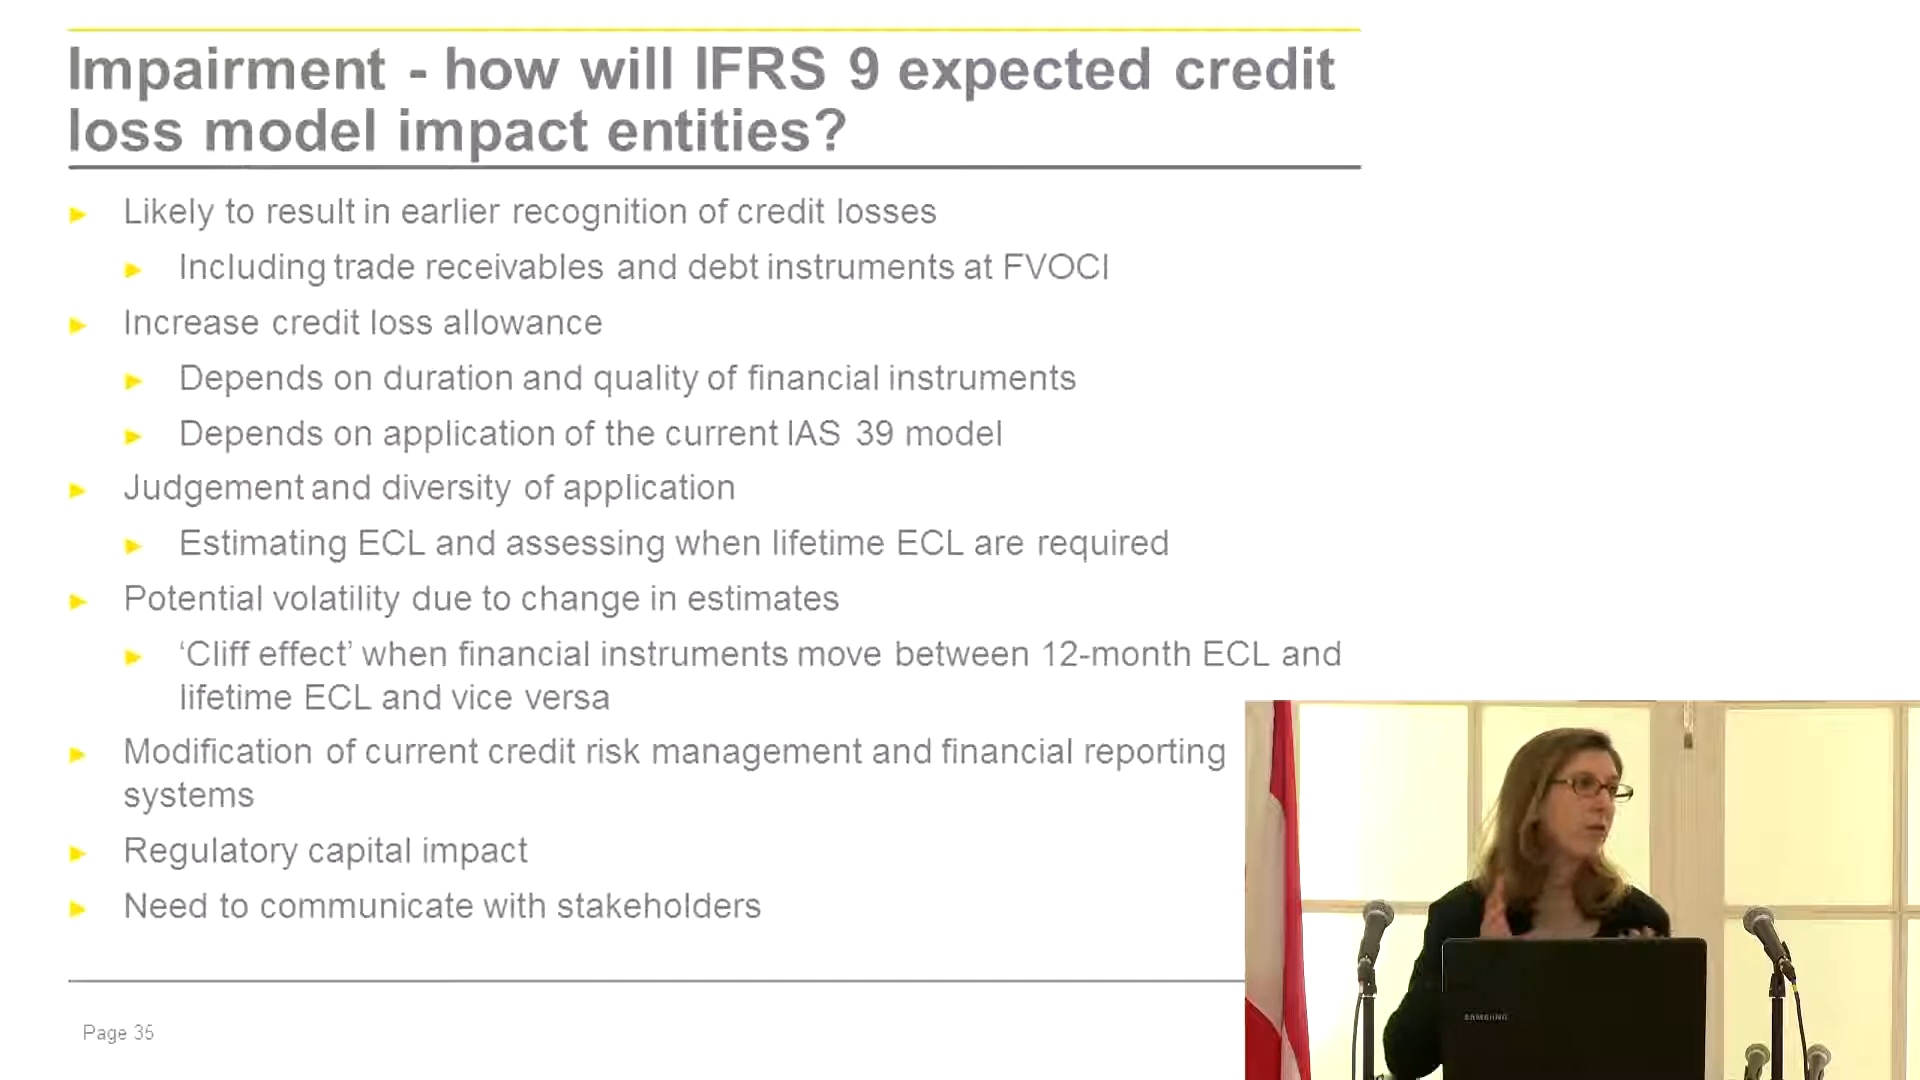 Impairment - how will IFRS 9 expected credit
loss model impact entities?
Likely to result in earlier recognition of credit losses
Including trade receivables and debt instruments at FVOCI
Increase credit loss allowance
Depends on duration and quality of financial instruments
Depends on application of the current IAS 39 model
Judgement and diversity of application
Estimating ECL and assessing when lifetime ECL are required
Potential volatility due to change in estimates
‘Cliff effect’ when financial instruments move between 12-month ECL and
lifetime ECL and vice versa
Modification of current credit risk management and financial reporting
systems
Regulatory capital impact
Need to communicate with stakeholders
Page 35
SAMSUNG